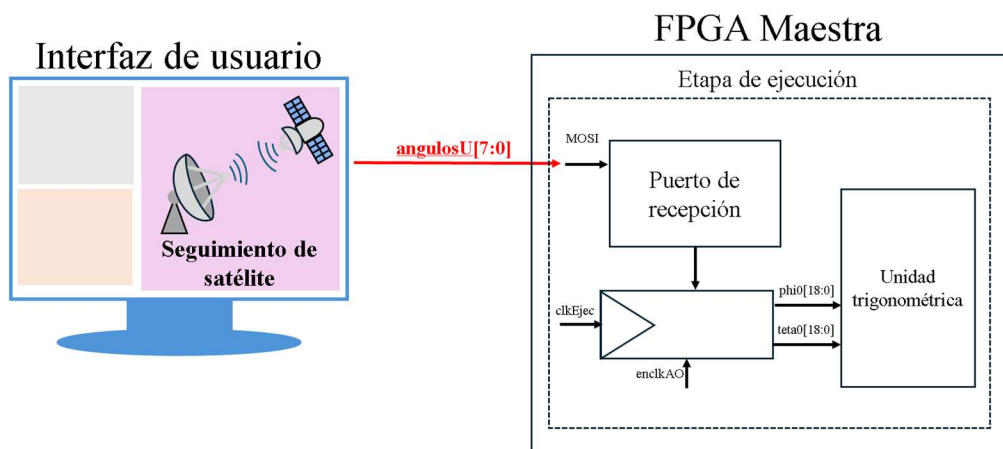 FPGA Maestra
Interfaz de usuario
Etapa de ejecución
angulosU[7:0]
MOSI
Puerto de
recepción
Seguimiento de
satélite
Unidad
trigonométrica
phi0[18:0]
clkEjec
teta0[18:0]
enclkAO